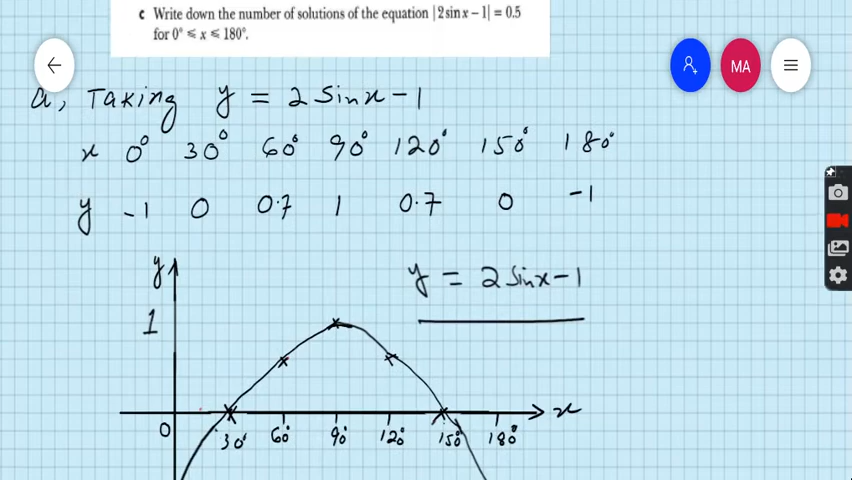 c Write down the number of solutions of the equation |2 sin x − 1| = 0.5
for 0° ⩽ x ⩽ 180°.
MA
a, Taking y = 2 sinx − 1
x 0° 30° 60° 90° 120° 150° 180°
y -1 0 0.7 1 0.7 0 -1
y
y = 2 sinx − 1
1
x
0 30° 60° 90° 120° 150° 180°